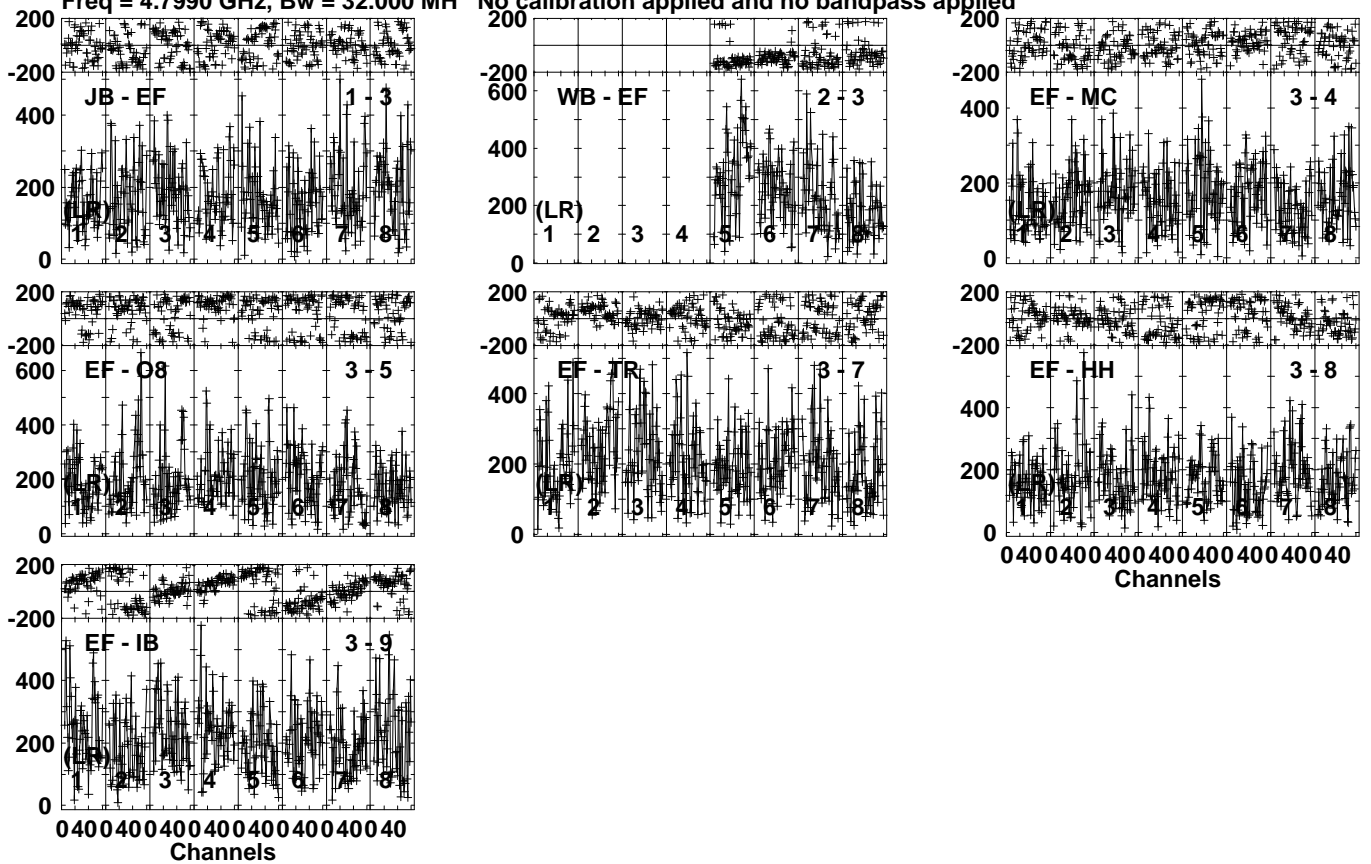 Freq = 4.7990 GHz, Bw = 32.000 MH No calibration applied and no bandpass applied
200
-200
JB - EF 1 - 3
400
200
0
(LR)
1 2 3 4 5 6 7 8
200
-200
WB - EF 2 - 3
600
400
200
0
(LR)
1 2 3 4 5 6 7 8
200
-200
EF - MC 3 - 4
400
200
0
(LR)
1 2 3 4 5 6 7 8
200
-200
EF - O8 3 - 5
600
400
200
0
(LR)
1 2 3 4 5 6 7 8
200
-200
EF - TR 3 - 7
400
200
0
(LR)
1 2 3 4 5 6 7 8
200
-200
EF - HH 3 - 8
400
200
0
(LR)
1 2 3 4 5 6 7 8
0 40 0 40 0 40 0 40 0 40 0 40 0 40 0 40
Channels
200
-200
EF - IB 3 - 9
400
200
0
(LR)
1 2 3 4 5 6 7 8
0 40 0 40 0 40 0 40 0 40 0 40 0 40 0 40
Channels